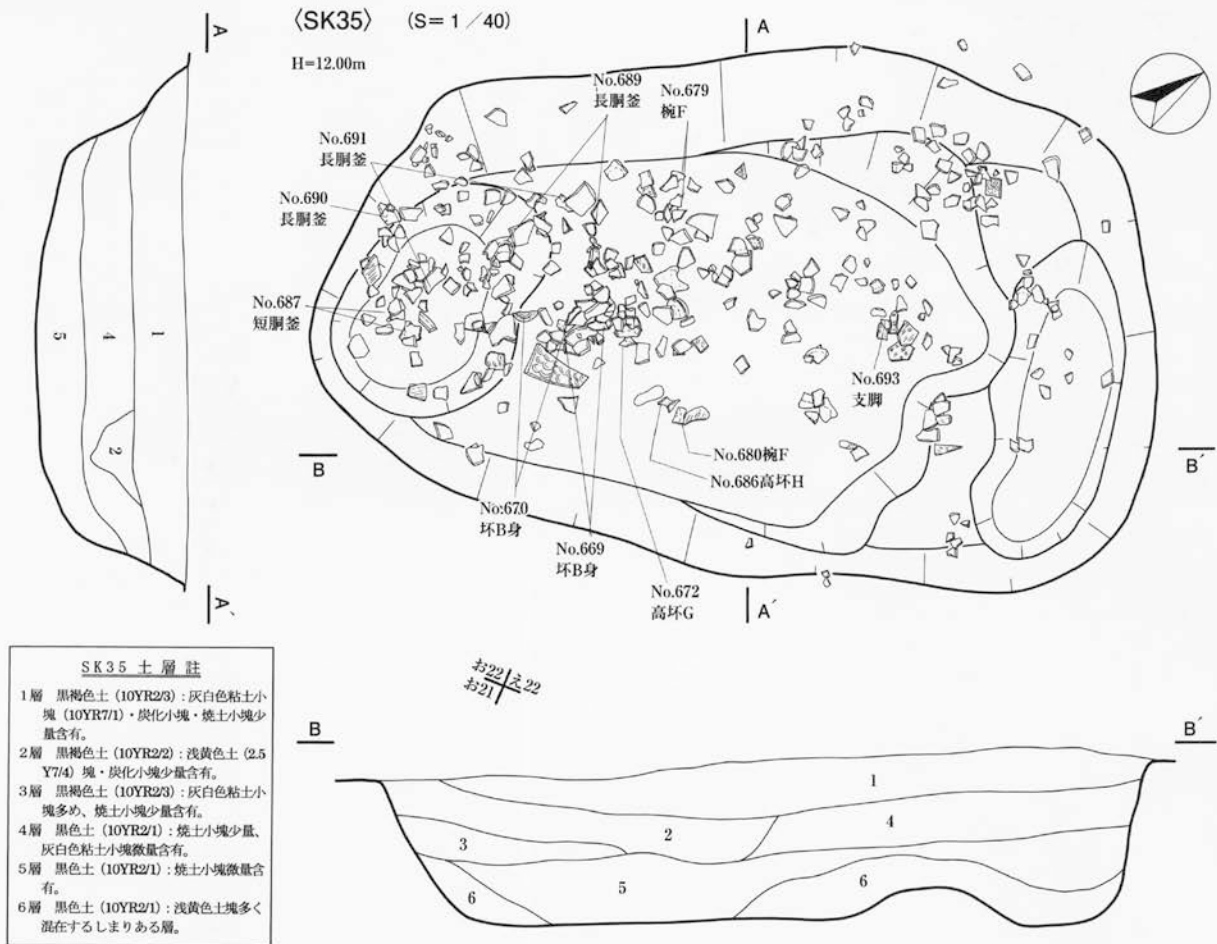 〈SK35〉 (S=1／40)
H=12.00m
A
A
A´
A´
No.689
長胴釜
No.679
椀F
No.691
長胴釜
No.690
長胴釜
No.687
短胴釜
No.693
支脚
No.680椀F
No.686高坏H
No.670
坏B身
No.669
坏B身
No.672
高坏G
B
B´
1
4
5
2
お22 え22
お21
SK35 土層註
1層 黒褐色土 (10YR2/3) : 灰白色粘土小
塊 (10YR7/1)・炭化小塊・焼土小塊少
量含有。
2層 黒褐色土 (10YR2/2) : 浅黄色土 (2.5
Y7/4) 塊・炭化小塊少量含有。
3層 黒褐色土 (10YR2/3) : 灰白色粘土小
塊多め、焼土小塊少量含有。
4層 黒色土 (10YR2/1) : 焼土小塊少量、
灰白色粘土小塊微量含有。
5層 黒色土 (10YR2/1) : 焼土小塊微量含
有。
6層 黒色土 (10YR2/1) : 浅黄色土塊多く
混在するしまりある層。
B
B´
1
2
4
3
5
6
6